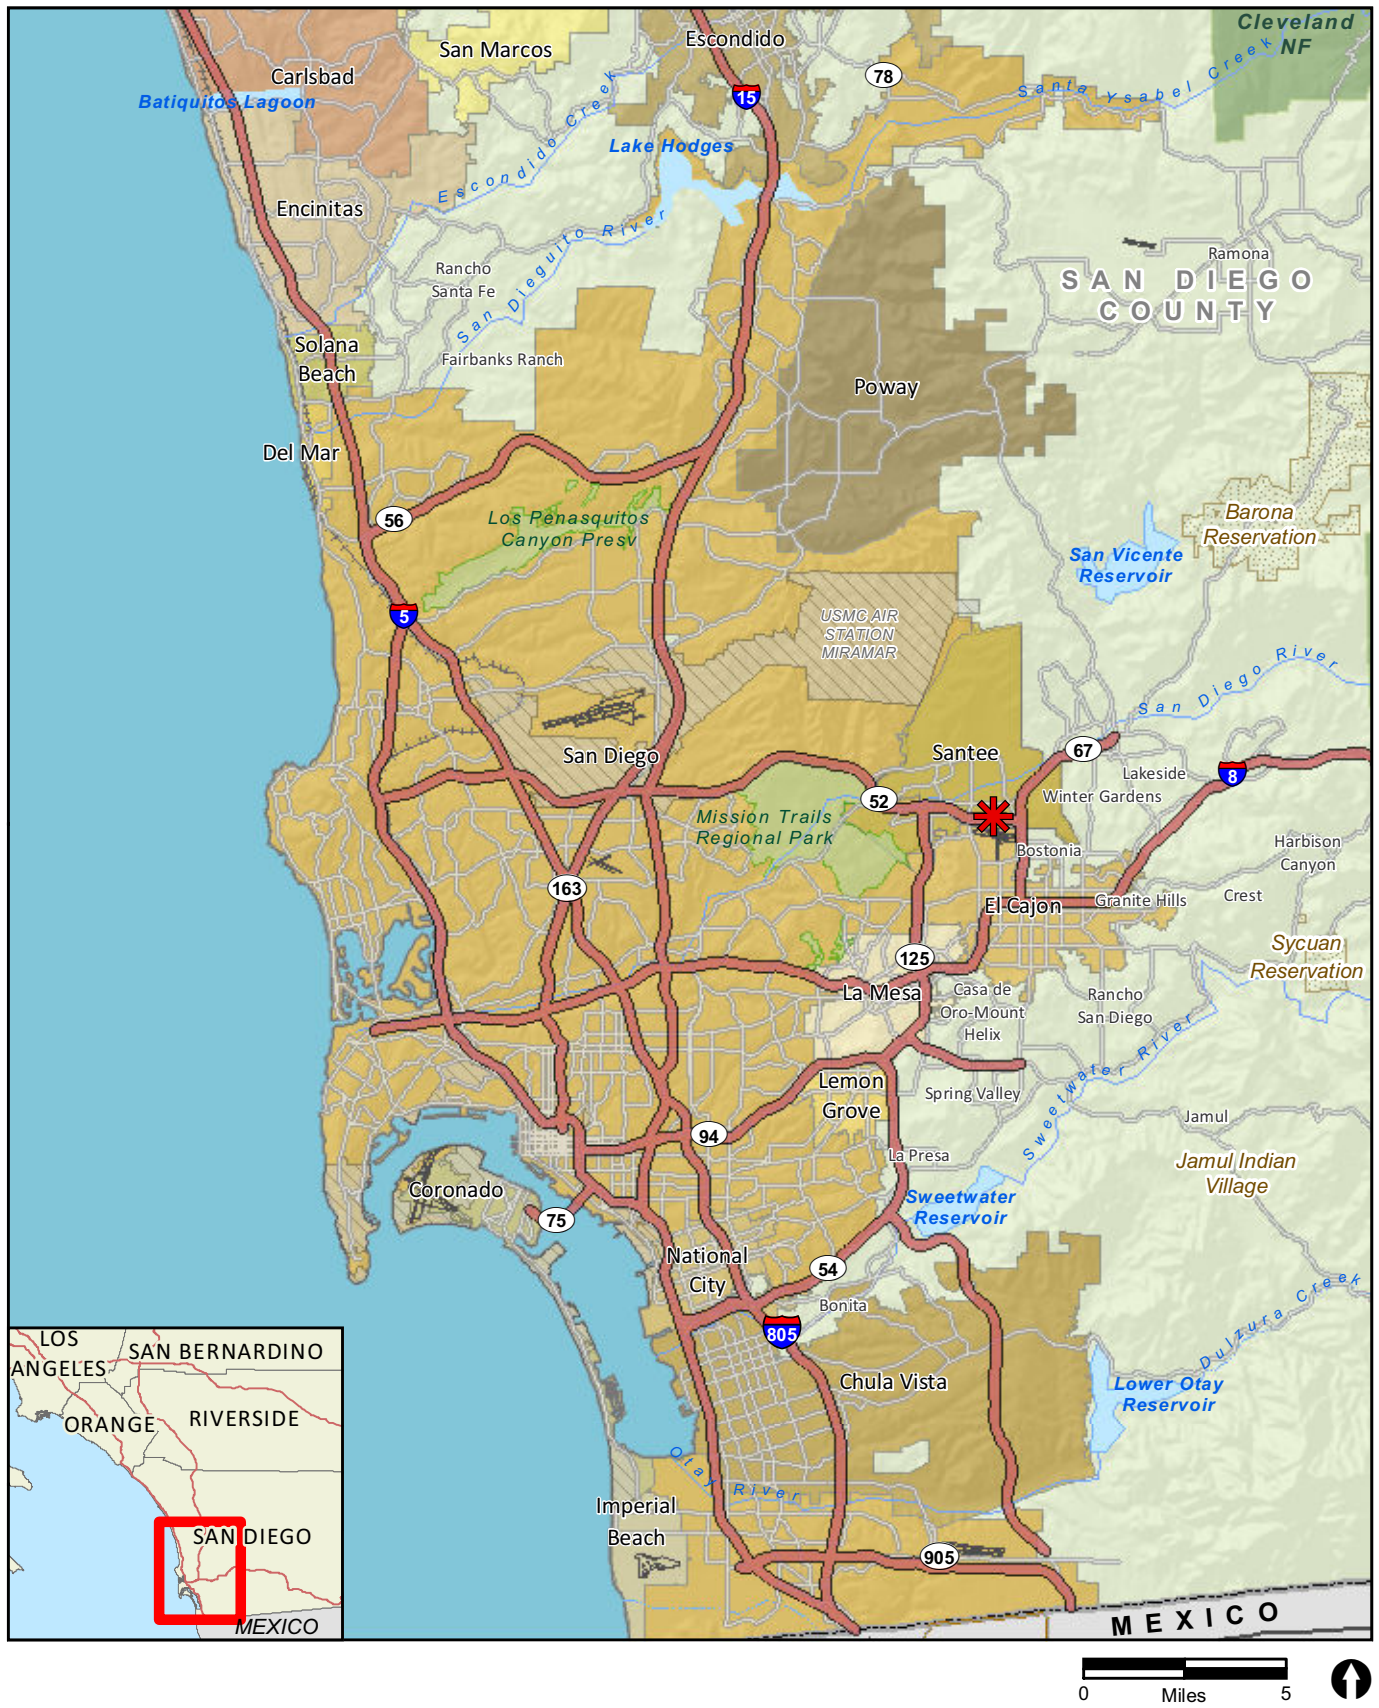 Cleveland
NF
Escondido
San Marcos
Carlsbad
78
15
Santa Ysabel Creek
Batiquitos Lagoon
Escondido Creek
Lake Hodges
Encinitas
San Dieguito River
Ramona
Rancho
Santa Fe
SAN DIEGO
COUNTY
Solana
Beach
Fairbanks Ranch
Poway
Del Mar
56
Los Penasquitos
Canyon Presv
Barona
Reservation
San Vicente
Reservoir
5
USMC AIR
STATION
MIRAMAR
San Diego River
San Diego
Santee
67
Lakeside
8
Winter Gardens
52
Mission Trails
Regional Park
Bostonia
Harbison
Canyon
163
El Cajon
Granite Hills
Crest
Sycuan
Reservation
125
La Mesa
Casa de
Oro-Mount
Helix
Rancho
San Diego
Sweetwater River
Lemon
Grove
Spring Valley
Jamul
94
La Presa
Jamul Indian
Village
Coronado
75
Sweetwater
Reservoir
National
City
54
Bonita
805
Dulzura Creek
Chula Vista
Lower Otay
Reservoir
Otay River
Imperial
Beach
905
MEXICO
LOS
ANGELES
SAN BERNARDINO
ORANGE
RIVERSIDE
SAN DIEGO
MEXICO
0 Miles 5